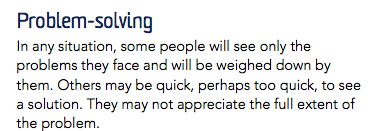 Problem-solving
In any situation, some people will see only the
problems they face and will be weighed down by
them. Others may be quick, perhaps too quick, to see
a solution. They may not appreciate the full extent of
the problem.